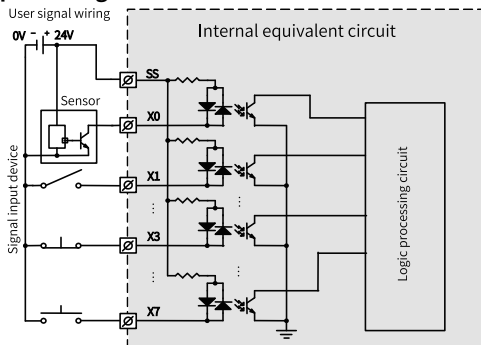 User signal wiring
0V - + 24V
Internal equivalent circuit
SS
Sensor
X0
X1
X3
X7
Signal input device
Logic processing circuit